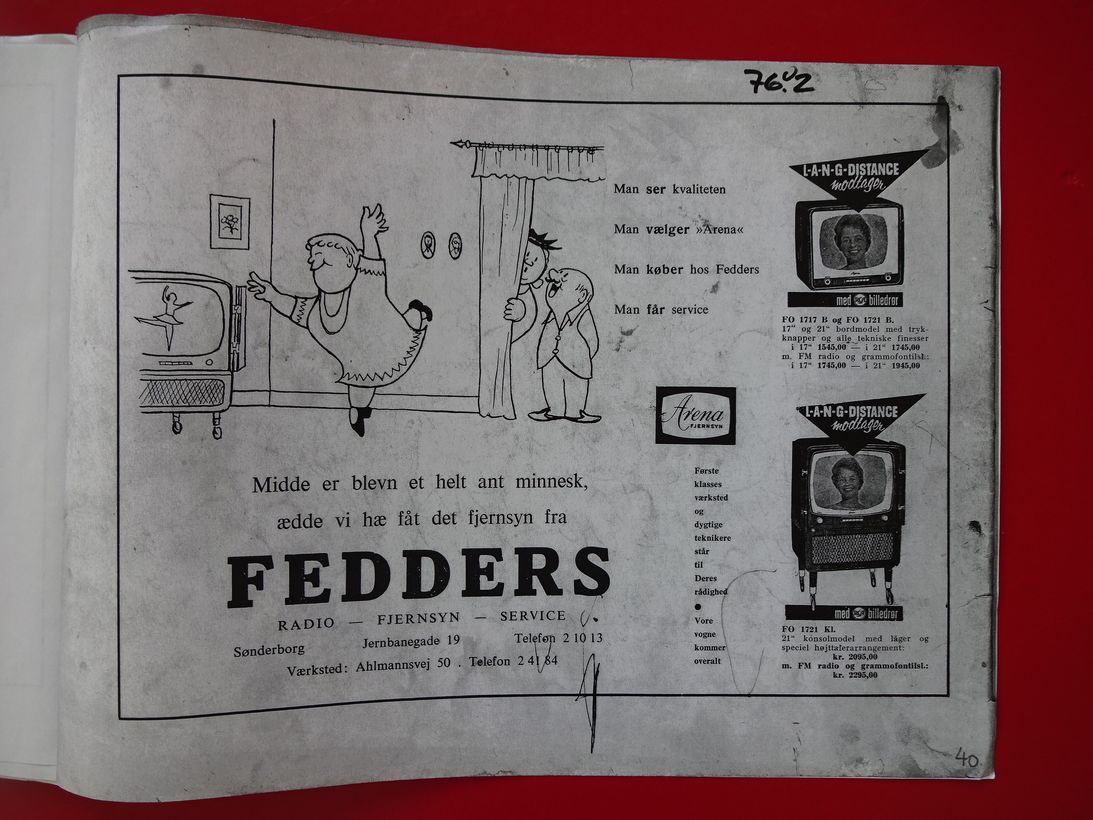 76.2
Man ser kvaliteten
Man vælger »Arena«
Man køber hos Fedders
Man får service
L-A-N-G-DISTANCE
modtager
med RCA billedrør
FO 1717 B og FO 1721 B.
17" og 21" bordmodel med tryk-
knapper og alle tekniske finesser
i 17" 1545,00 — i 21" 1745,00
m. FM radio og grammofontilsl.:
i 17" 1745,00 — i 21" 1945,00
Arena
FJERNSYN
Første
klasses
værksted
og
dygtige
teknikere
står
til
Deres
rådighed
●
Vore
vogne
kommer
overalt
L-A-N-G-DISTANCE
modtager
med RCA billedrør
FO 1721 Kl.
21" konsolmodel med låger og
speciel højttalerarrangement:
kr. 2095,00
m. FM radio og grammofontilsl.:
kr. 2295,00
Midde er blevn et helt ant minnesk,
ædde vi hæ fåt det fjernsyn fra
FEDDERS
RADIO — FJERNSYN — SERVICE
Sønderborg Jernbanegade 19 Telefon 2 10 13
Værksted: Ahlmannsvej 50 . Telefon 2 41 84
40